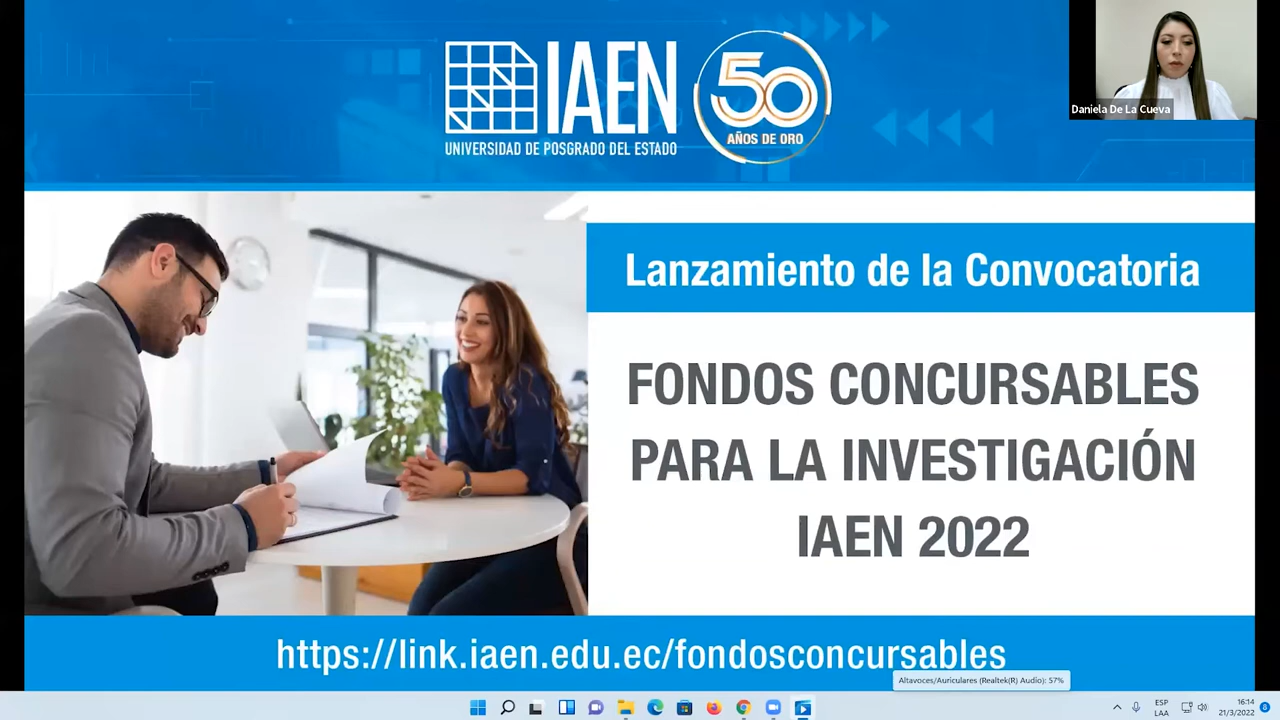 IAEN
UNIVERSIDAD DE POSGRADO DEL ESTADO
50
AÑOS DE ORO
Daniela De La Cueva
Lanzamiento de la Convocatoria
FONDOS CONCURSABLES
PARA LA INVESTIGACIÓN
IAEN 2022
https://link.iaen.edu.ec/fondosconcursables
Altavoces/Auriculares (Realtek(R) Audio): 57%
ESP
LAA
16:14
21/3/2022
8